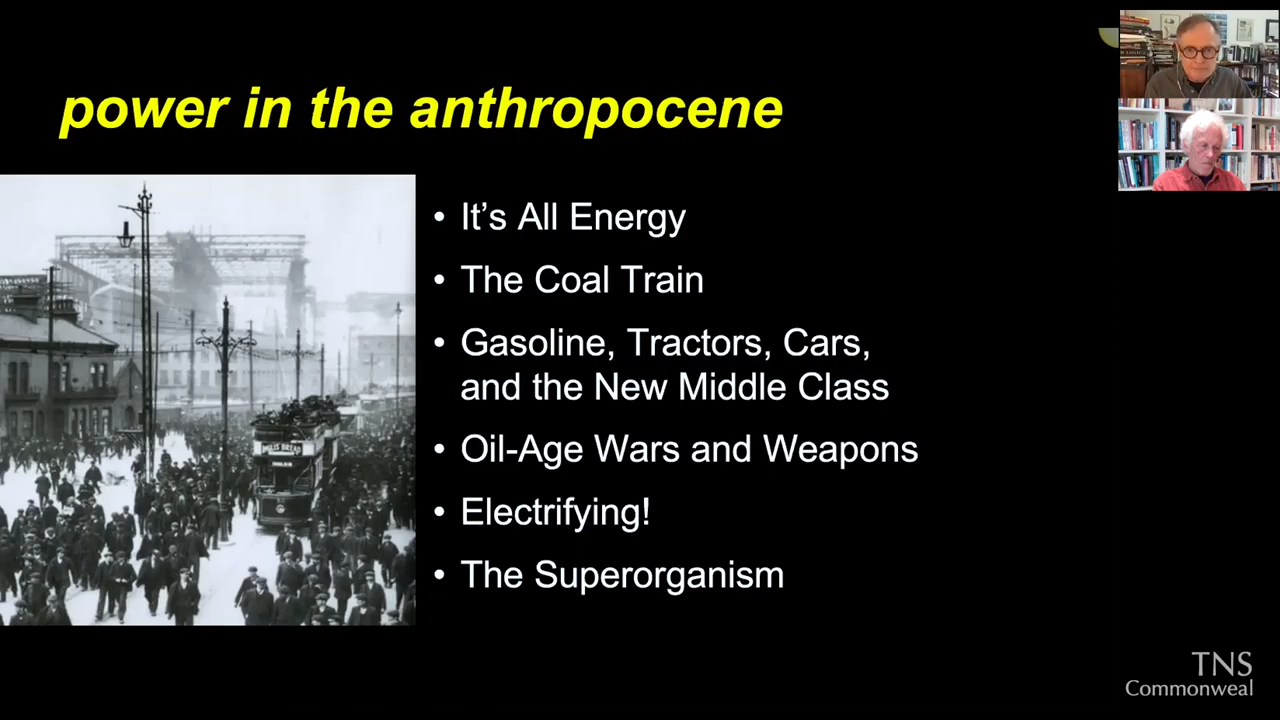 power in the anthropocene
• It's All Energy
• The Coal Train
• Gasoline, Tractors, Cars,
and the New Middle Class
• Oil-Age Wars and Weapons
• Electrifying!
• The Superorganism
TNS
Commonweal